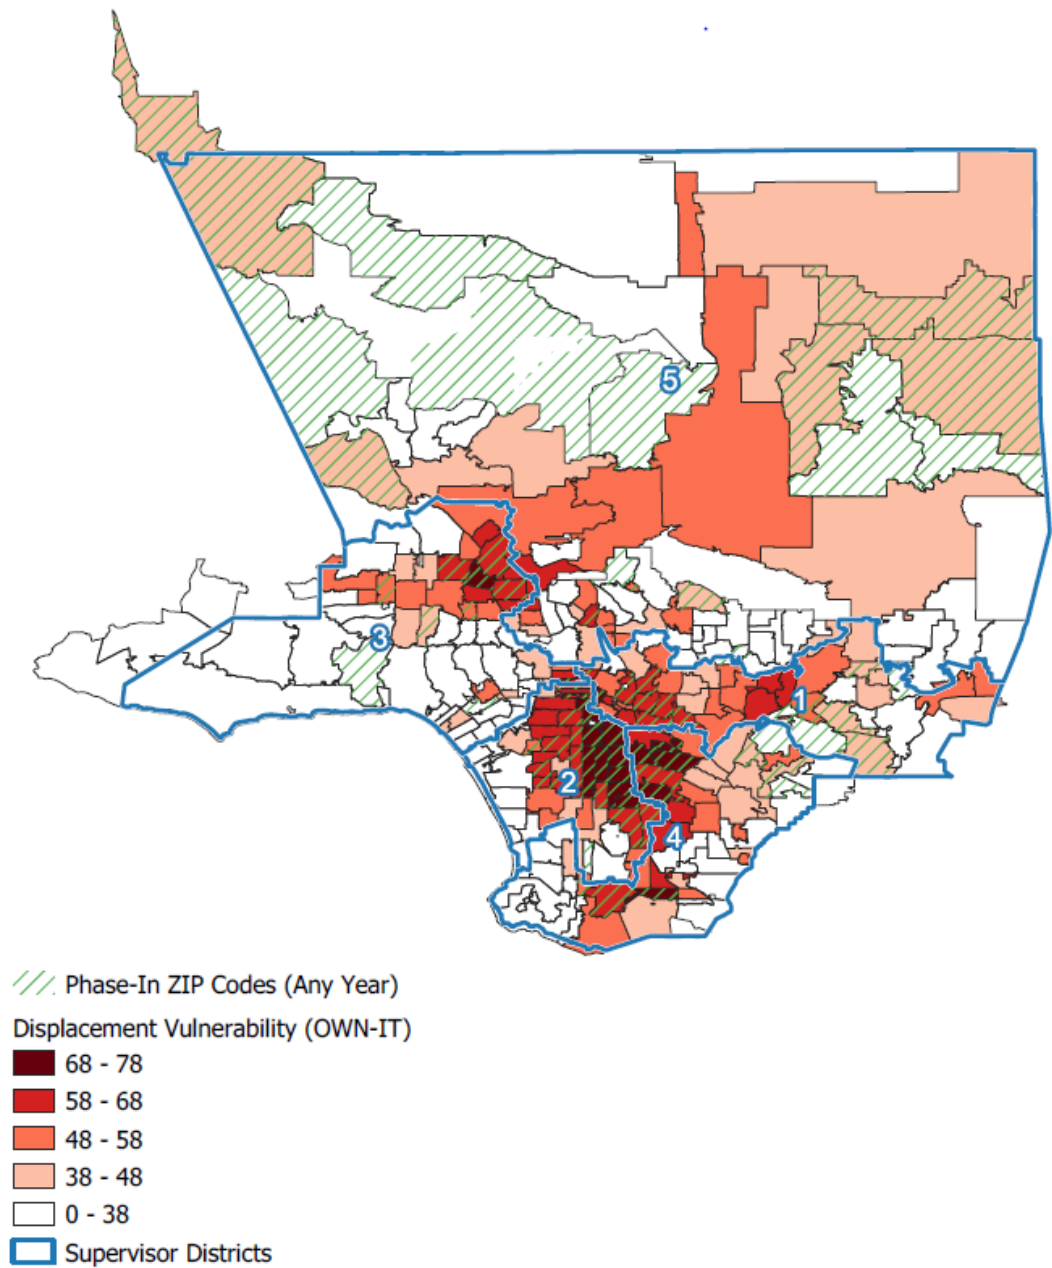 5
3
1
2
4
Phase-In ZIP Codes (Any Year)
Displacement Vulnerability (OWN-IT)
68 - 78
58 - 68
48 - 58
38 - 48
0 - 38
Supervisor Districts